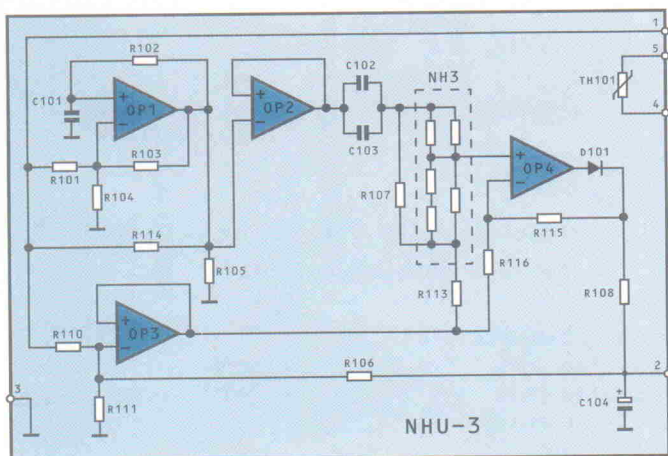 1
R102
C102
5
NH3
C101
+
OP1
−
+
OP2
−
TH101
4
C103
+
OP4
−
D101
R101
R103
R104
R107
R114
R115
R105
R116
R113
R108
+
OP3
−
R110
R106
2
3
R111
+
C104
NHU-3